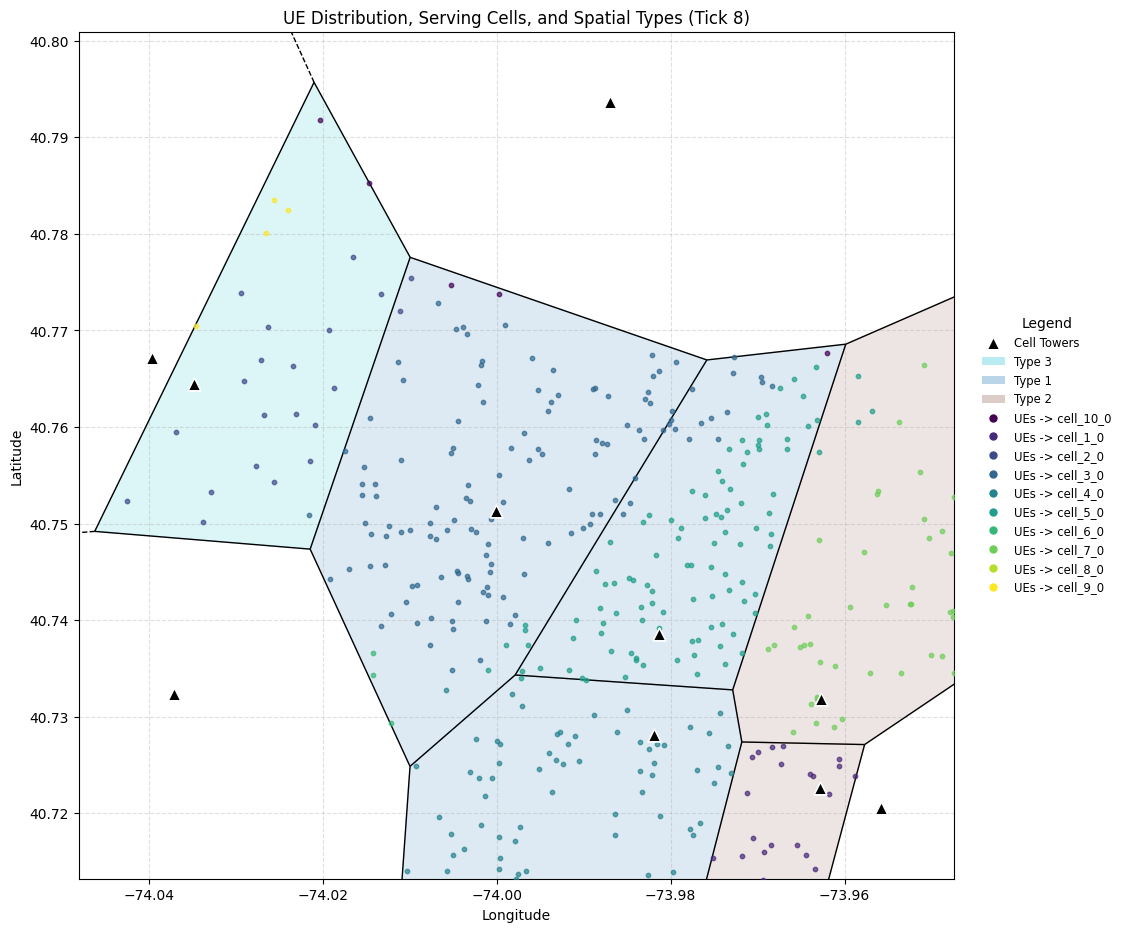 UE Distribution, Serving Cells, and Spatial Types (Tick 8)
40.80
40.79
40.78
40.77
40.76
40.75
40.74
40.73
40.72
Latitude
−74.04
−74.02
−74.00
−73.98
−73.96
Longitude
Legend
Cell Towers
Type 3
Type 1
Type 2
UEs -> cell_10_0
UEs -> cell_1_0
UEs -> cell_2_0
UEs -> cell_3_0
UEs -> cell_4_0
UEs -> cell_5_0
UEs -> cell_6_0
UEs -> cell_7_0
UEs -> cell_8_0
UEs -> cell_9_0